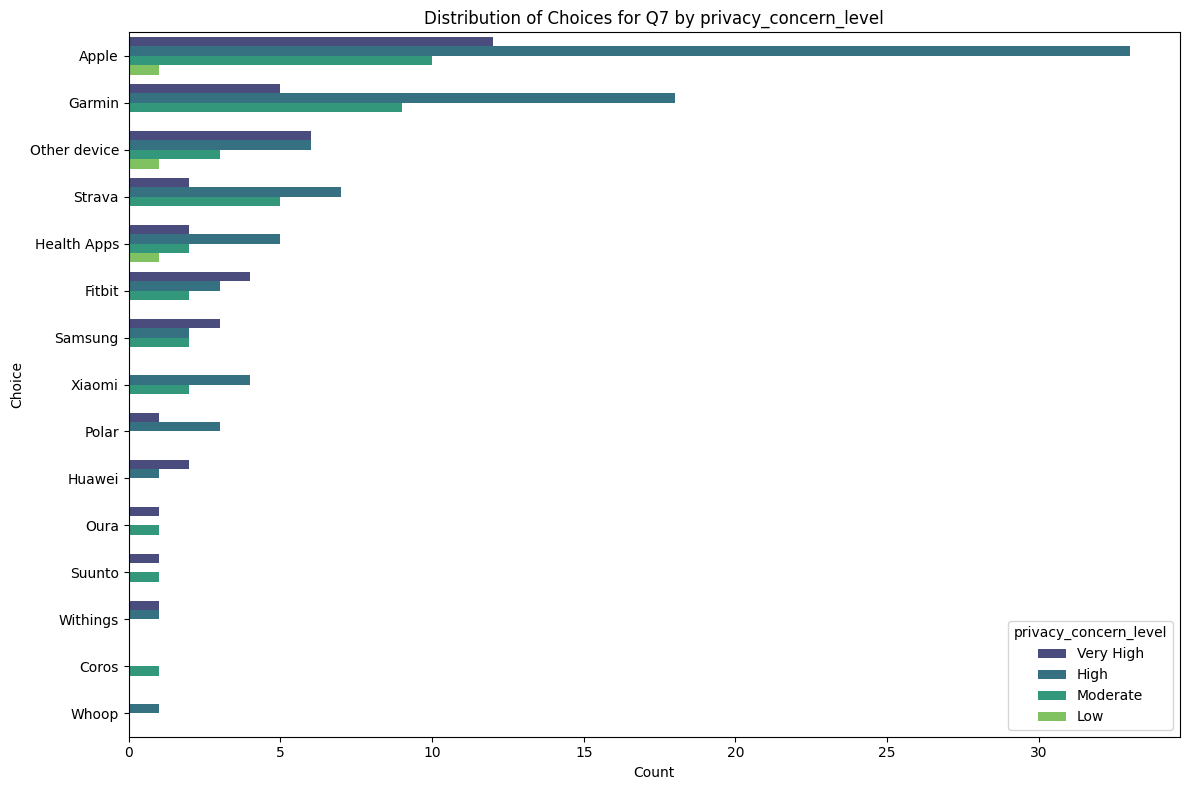 Distribution of Choices for Q7 by privacy_concern_level
Choice
Apple
Garmin
Other device
Strava
Health Apps
Fitbit
Samsung
Xiaomi
Polar
Huawei
Oura
Suunto
Withings
Coros
Whoop
privacy_concern_level
Very High
High
Moderate
Low
0 5 10 15 20 25 30
Count